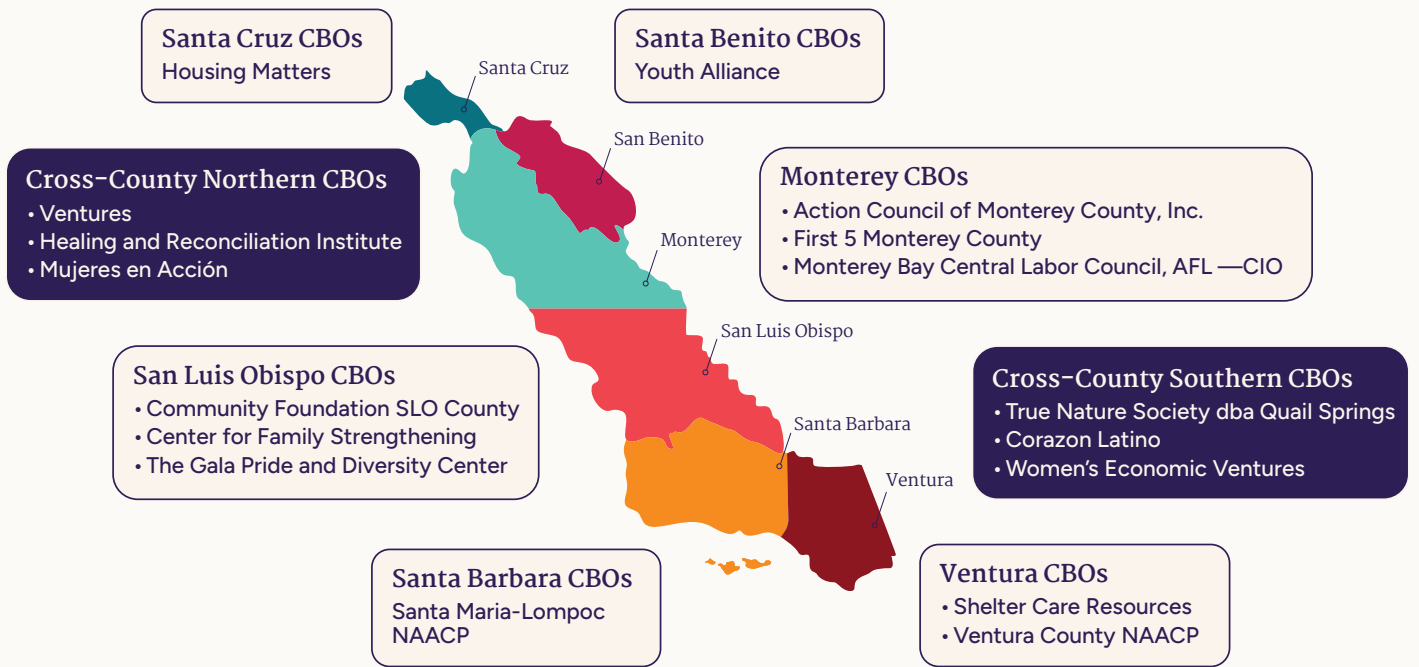 Santa Cruz CBOs
Housing Matters
Santa Benito CBOs
Youth Alliance
Santa Cruz
San Benito
Cross-County Northern CBOs
• Ventures
• Healing and Reconciliation Institute
• Mujeres en Acción
Monterey CBOs
• Action Council of Monterey County, Inc.
• First 5 Monterey County
• Monterey Bay Central Labor Council, AFL —CIO
Monterey
San Luis Obispo
San Luis Obispo CBOs
• Community Foundation SLO County
• Center for Family Strengthening
• The Gala Pride and Diversity Center
Cross-County Southern CBOs
• True Nature Society dba Quail Springs
• Corazon Latino
• Women's Economic Ventures
Santa Barbara
Ventura
Santa Barbara CBOs
Santa Maria-Lompoc
NAACP
Ventura CBOs
• Shelter Care Resources
• Ventura County NAACP